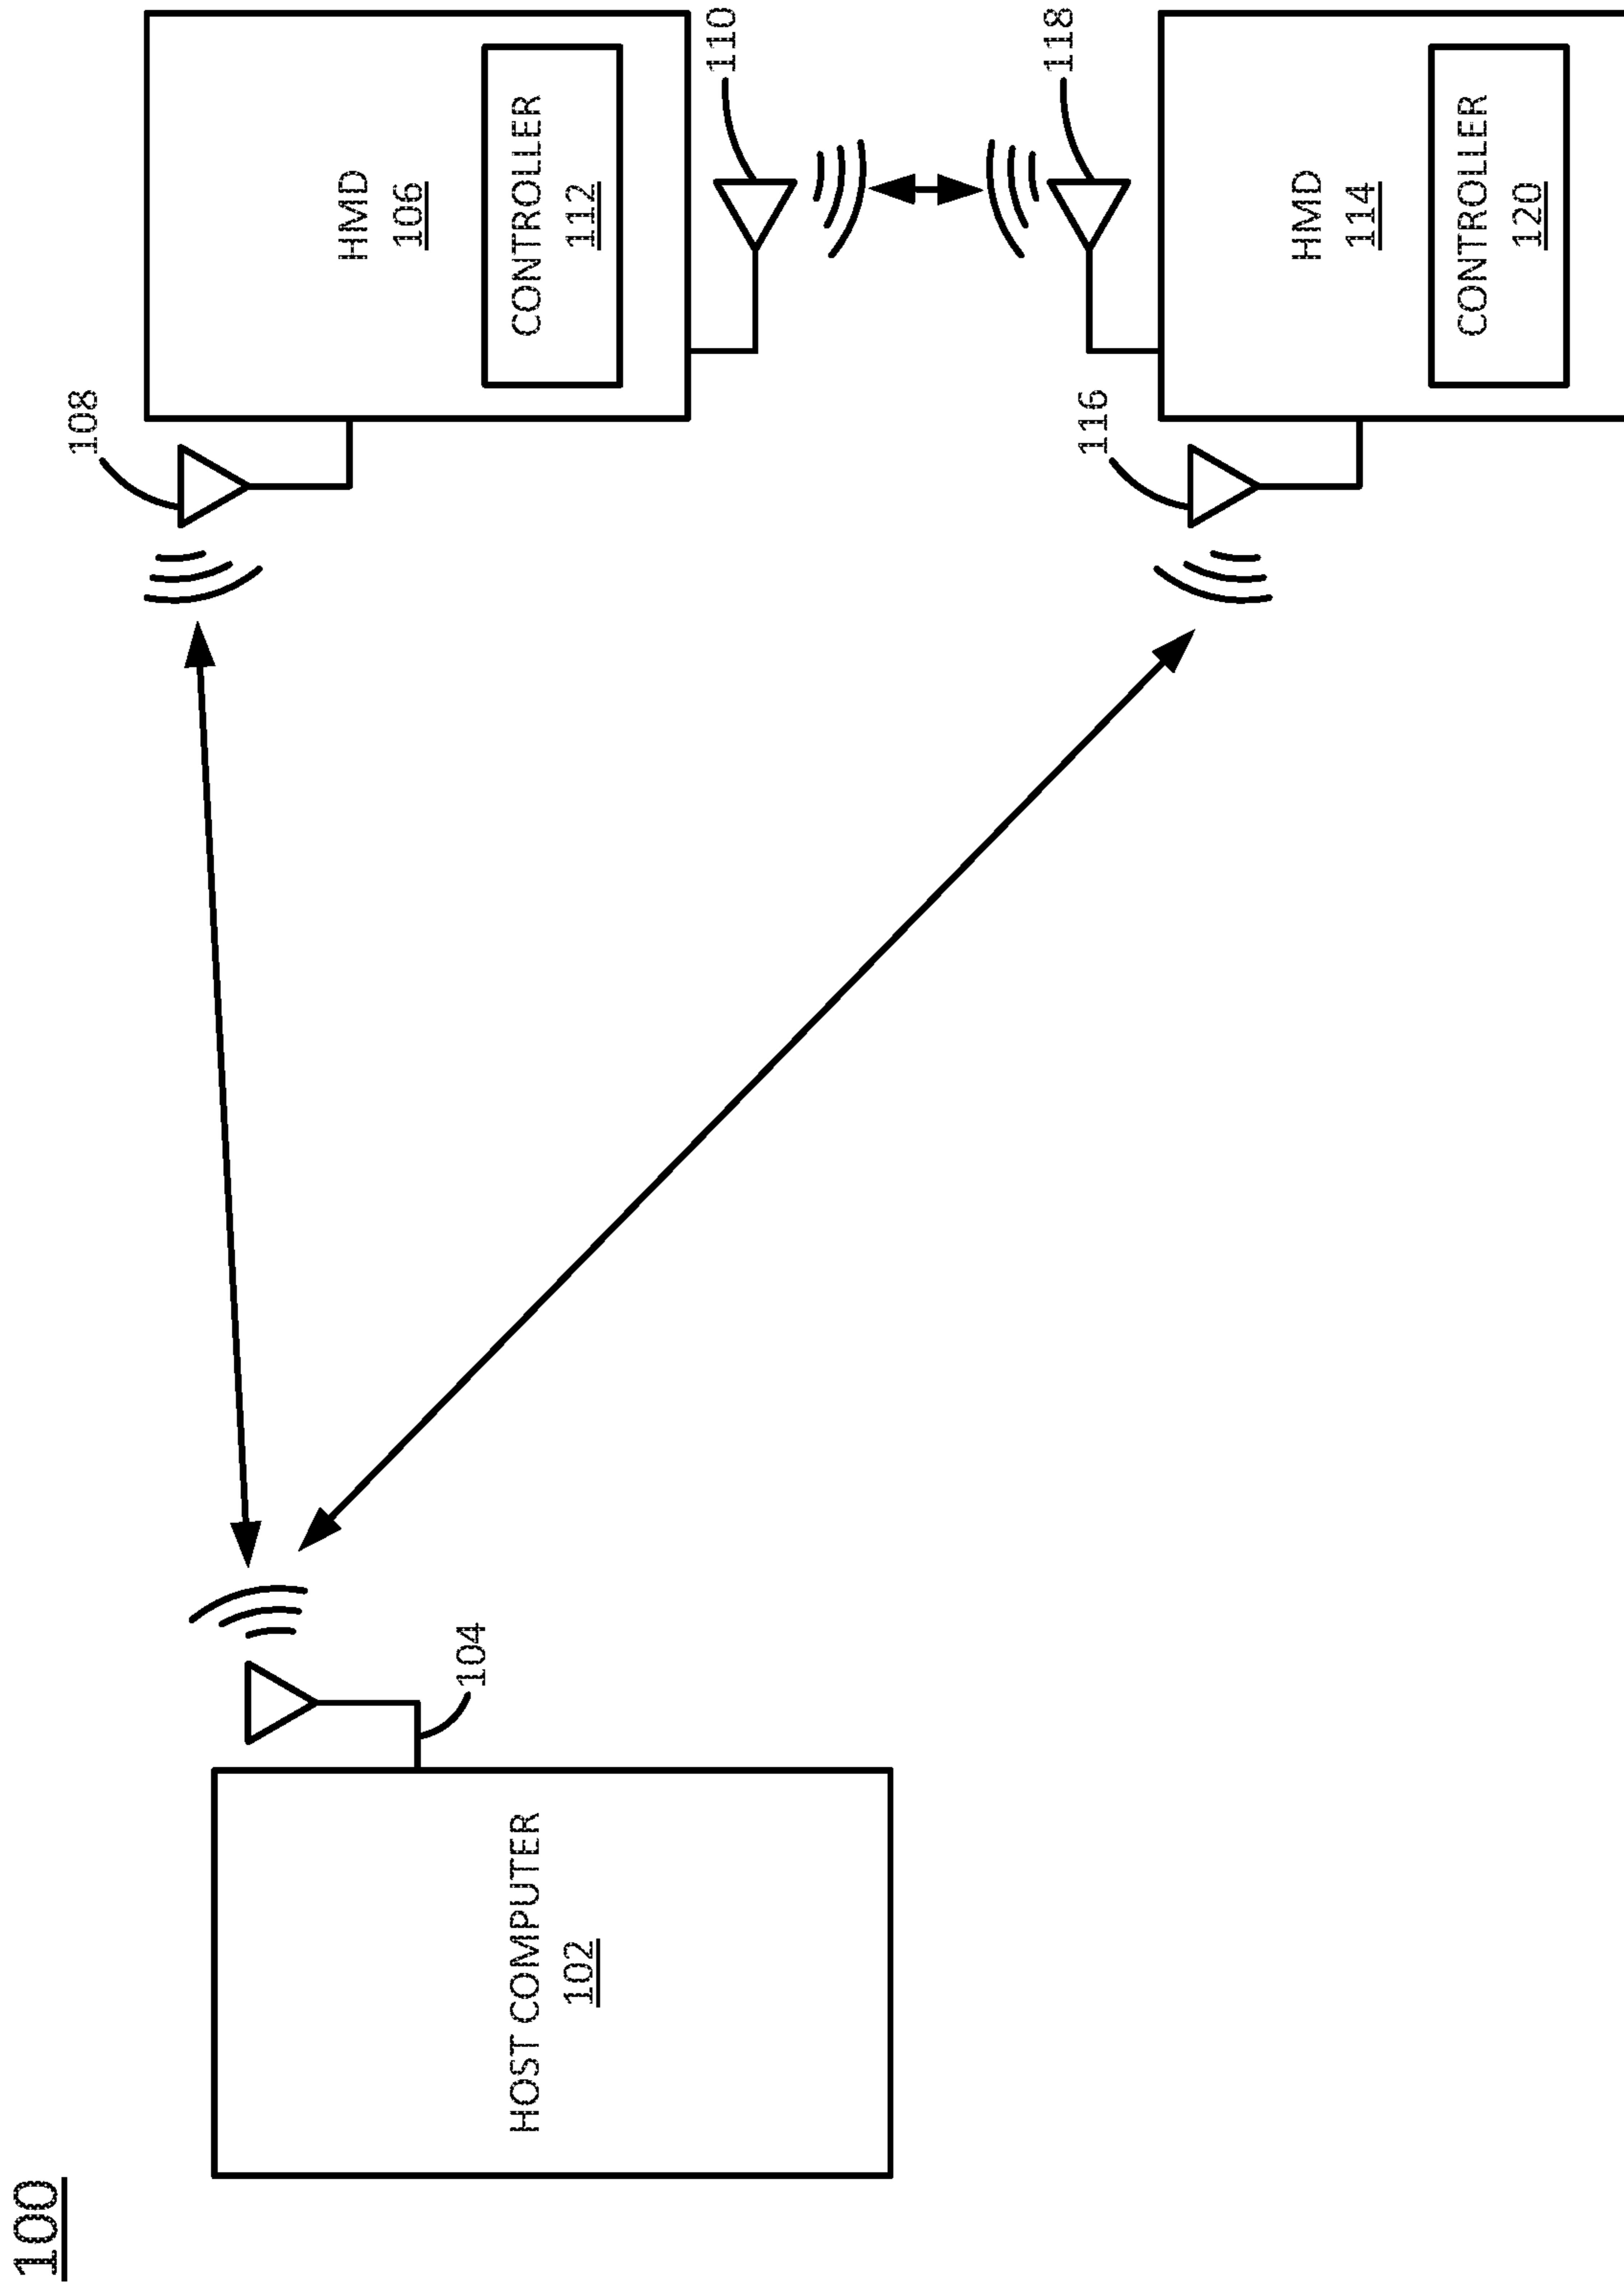 100
HOST COMPUTER
102
104
108
HMD
106
CONTROLLER
112
110
118
116
HMD
114
CONTROLLER
120